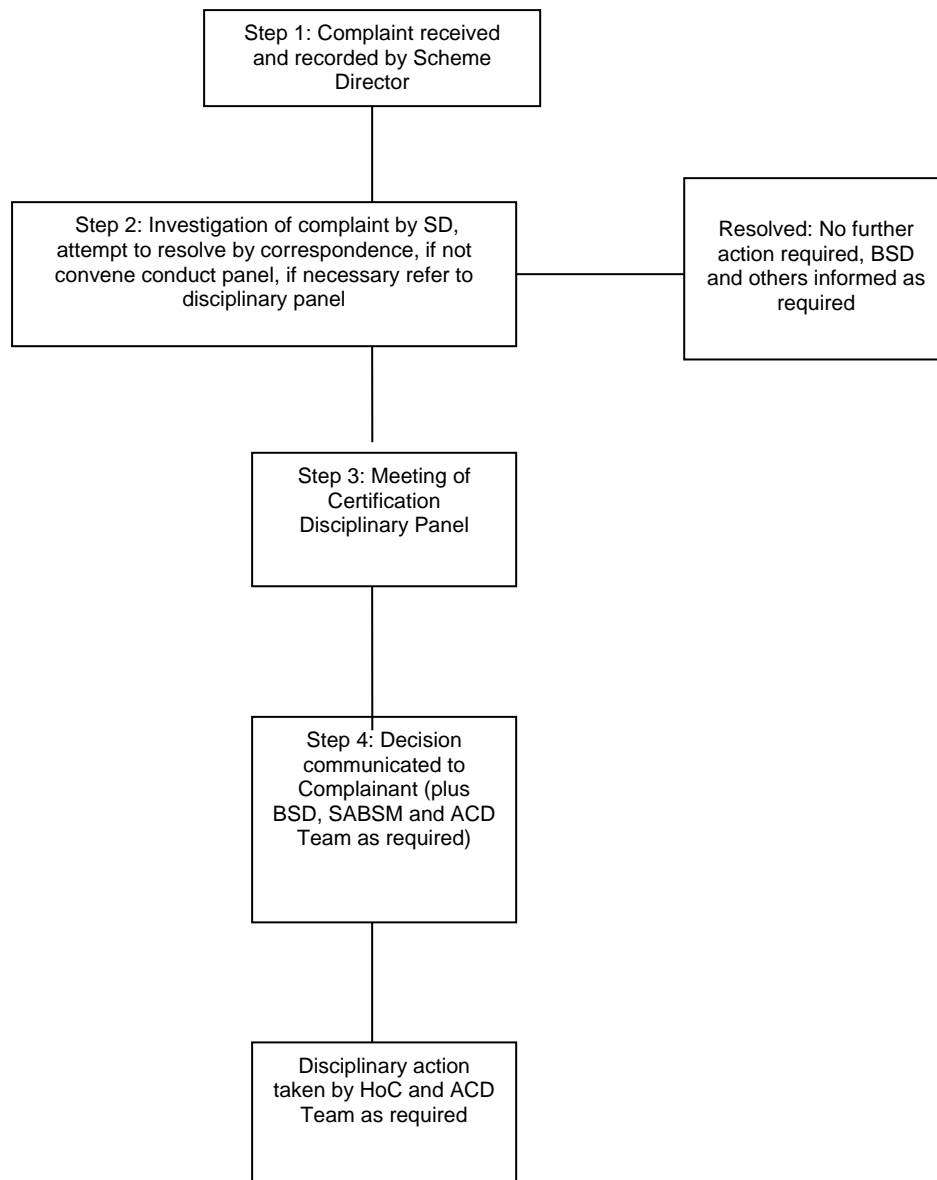 Step 1: Complaint received
and recorded by Scheme
Director
Step 2: Investigation of complaint by SD,
attempt to resolve by correspondence, if not
convene conduct panel, if necessary refer to
disciplinary panel
Resolved: No further
action required, BSD
and others informed as
required
Step 3: Meeting of
Certification
Disciplinary Panel
Step 4: Decision
communicated to
Complainant (plus
BSD, SABSM and ACD
Team as required)
Disciplinary action
taken by HoC and ACD
Team as required